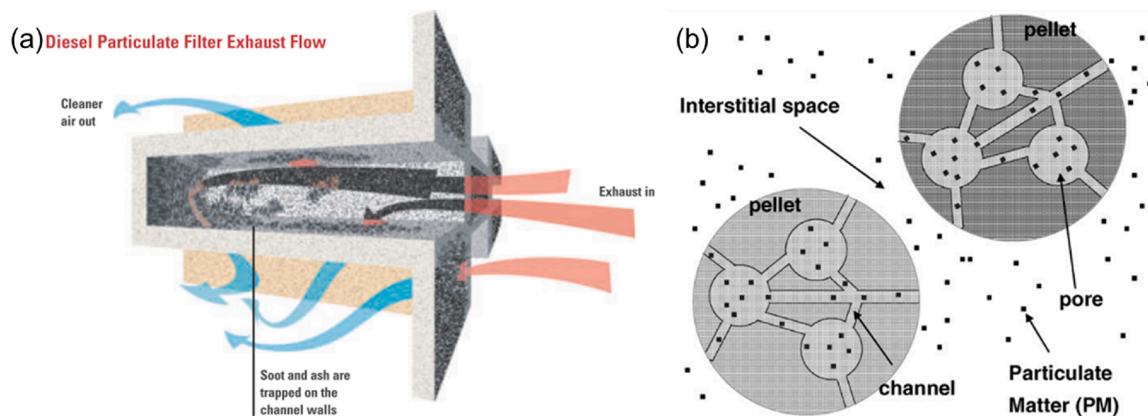 (a) Diesel Particulate Filter Exhaust Flow
Cleaner
air out
Exhaust in
Soot and ash are
trapped on the
channel walls
(b)
pellet
Interstitial space
pellet
pore
channel
Particulate
Matter (PM)